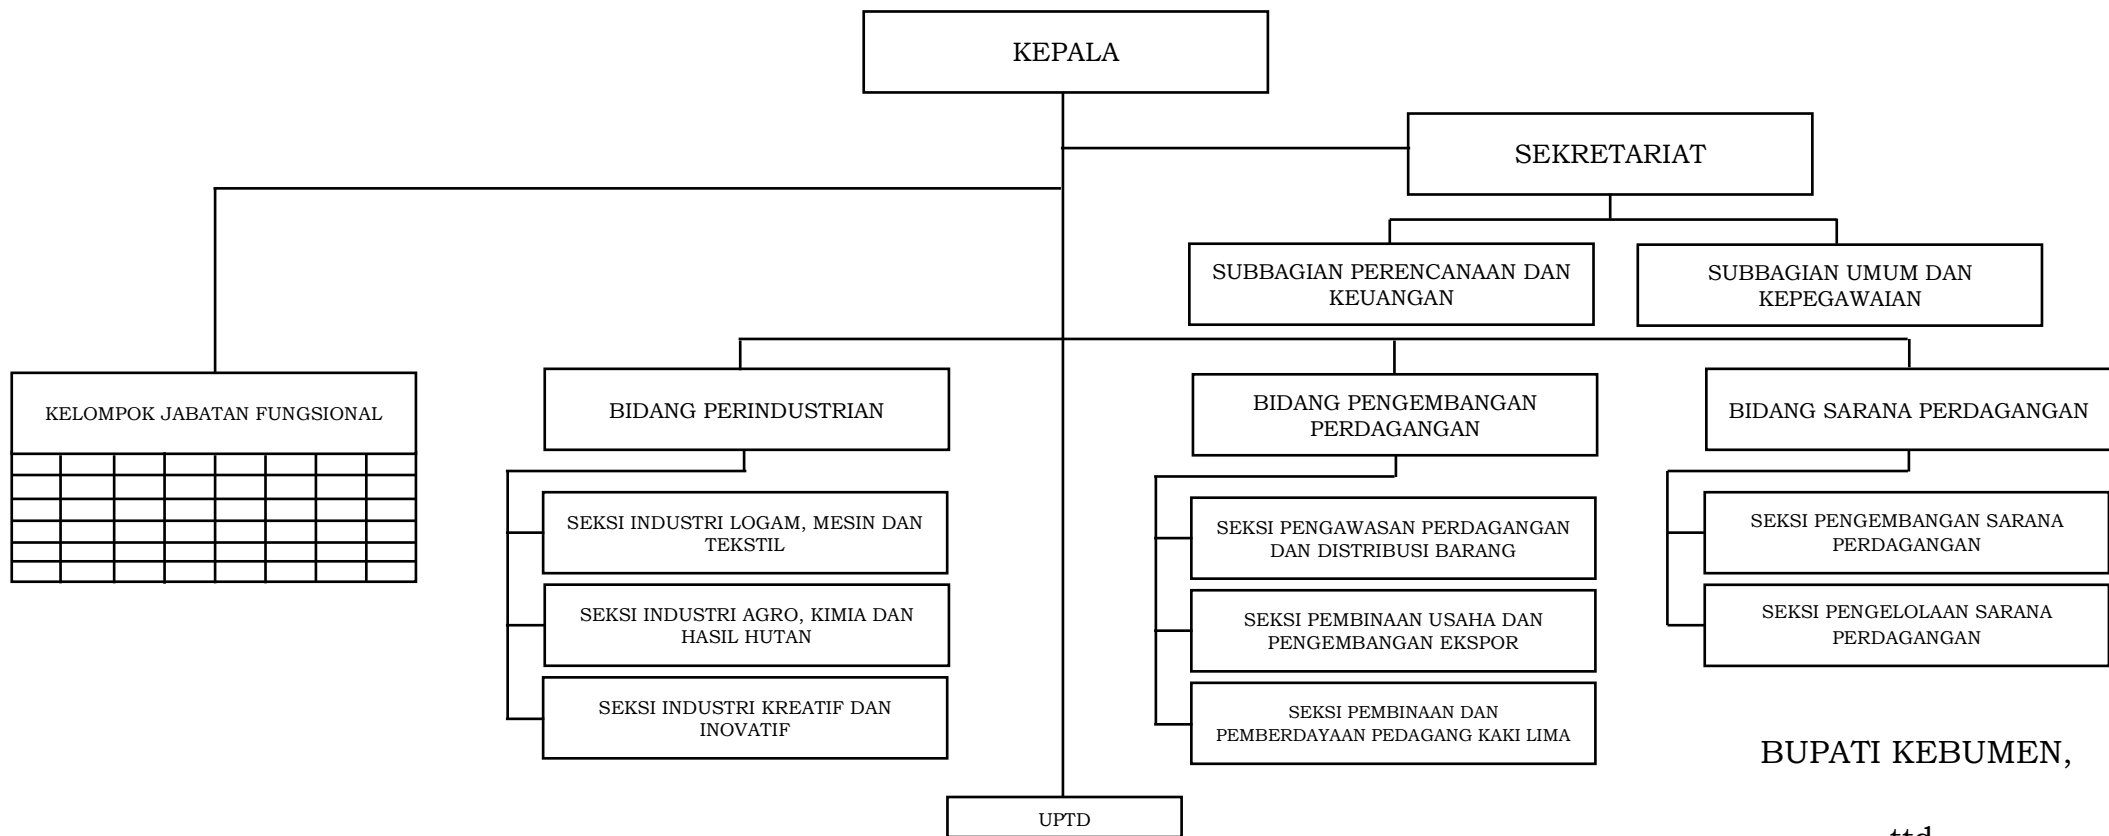 KEPALA
SEKRETARIAT
SUBBAGIAN PERENCANAAN DAN
KEUANGAN
SUBBAGIAN UMUM DAN
KEPEGAWAIAN
KELOMPOK JABATAN FUNGSIONAL
BIDANG PERINDUSTRIAN
SEKSI INDUSTRI LOGAM, MESIN DAN
TEKSTIL
SEKSI INDUSTRI AGRO, KIMIA DAN
HASIL HUTAN
SEKSI INDUSTRI KREATIF DAN
INOVATIF
BIDANG PENGEMBANGAN
PERDAGANGAN
SEKSI PENGAWASAN PERDAGANGAN
DAN DISTRIBUSI BARANG
SEKSI PEMBINAAN USAHA DAN
PENGEMBANGAN EKSPOR
SEKSI PEMBINAAN DAN
PEMBERDAYAAN PEDAGANG KAKI LIMA
BIDANG SARANA PERDAGANGAN
SEKSI PENGEMBANGAN SARANA
PERDAGANGAN
SEKSI PENGELOLAAN SARANA
PERDAGANGAN
UPTD
BUPATI KEBUMEN,
ttd